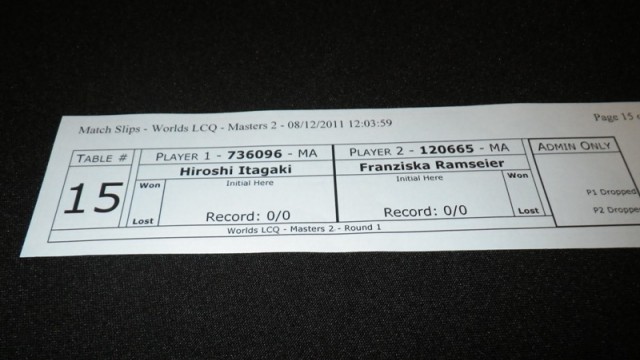 Match Slips - Worlds LCQ - Masters 2 - 08/12/2011 12:03:59
Page 15
TABLE #
15
PLAYER 1 - 736096 - MA
Hiroshi Itagaki
Won
Initial Here
Lost
Record: 0/0
PLAYER 2 - 120665 - MA
Franziska Ramseier
Initial Here
Won
Record: 0/0
Lost
ADMIN ONLY
P1 Dropped
P2 Dropped
Worlds LCQ - Masters 2 - Round 1